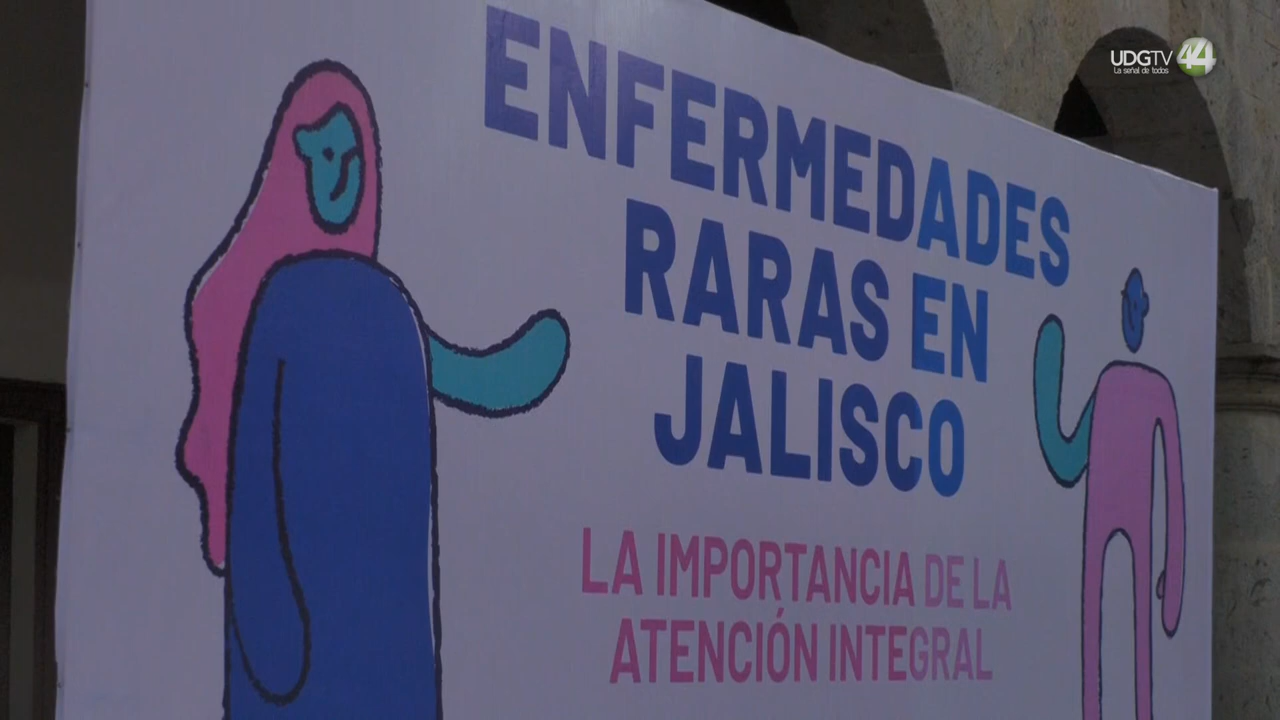 UDGTV 44
La señal de todos
ENFERMEDADES
RARAS EN
JALISCO
LA IMPORTANCIA DE LA
ATENCIÓN INTEGRAL